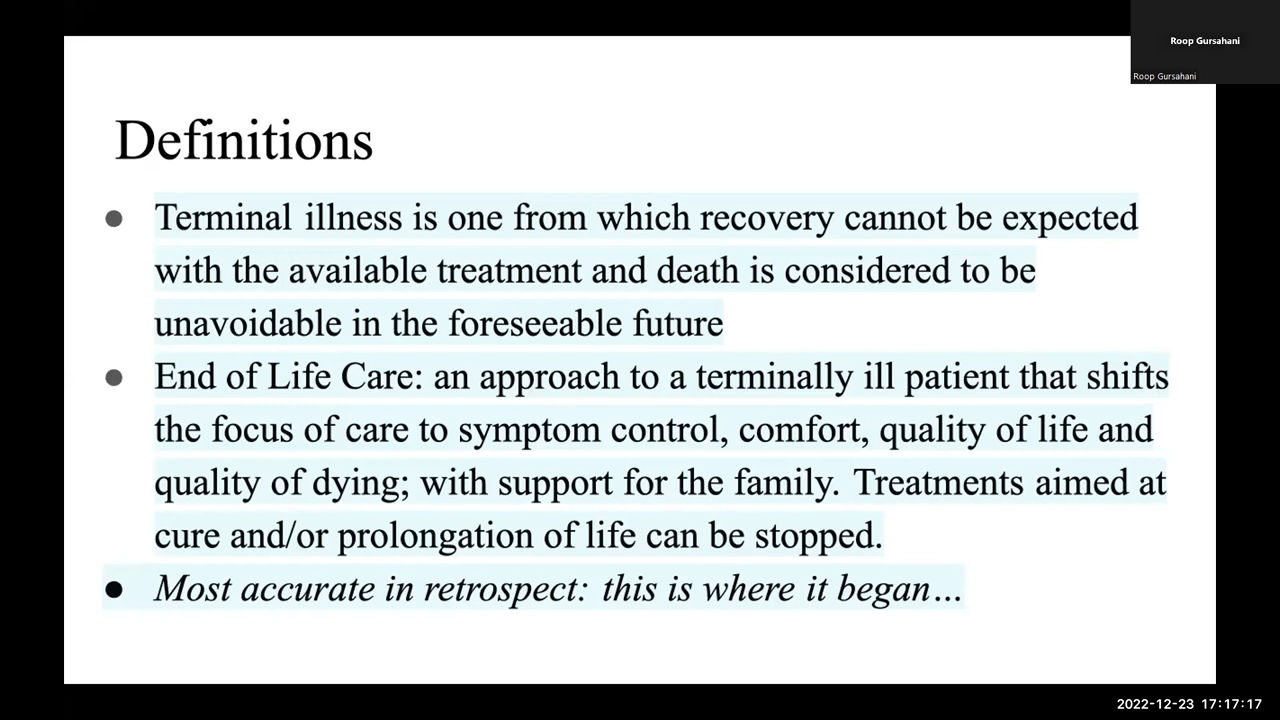 Roop Gursahani
Roop Gursahani
Definitions
● Terminal illness is one from which recovery cannot be expected
with the available treatment and death is considered to be
unavoidable in the foreseeable future
● End of Life Care: an approach to a terminally ill patient that shifts
the focus of care to symptom control, comfort, quality of life and
quality of dying; with support for the family. Treatments aimed at
cure and/or prolongation of life can be stopped.
● Most accurate in retrospect: this is where it began...
2022-12-23 17:17:17